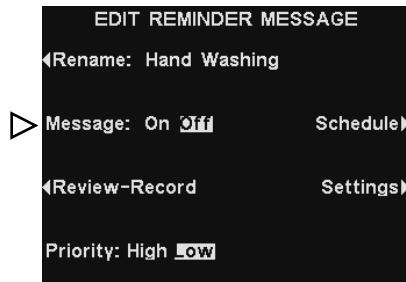 EDIT REMINDER MESSAGE
Rename: Hand Washing
Message: On Off Schedule
Review-Record Settings
Priority: High Low